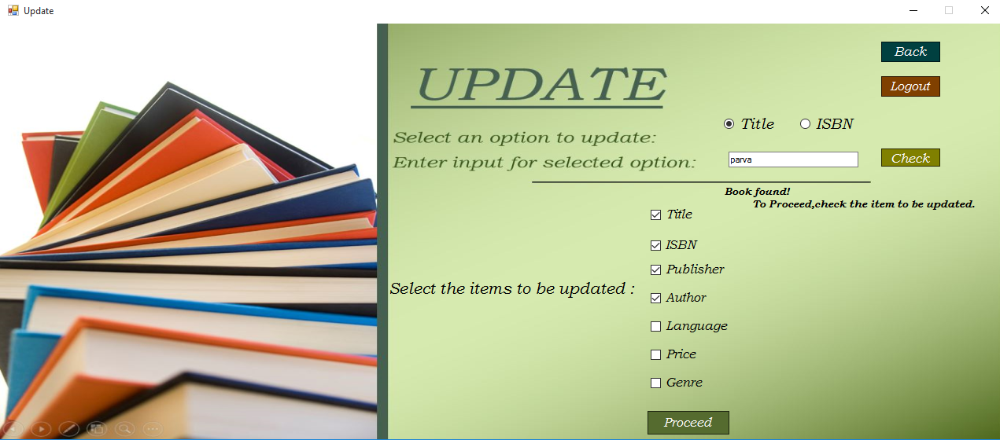 Update
UPDATE
Back
Logout
Title
ISBN
Select an option to update:
Enter input for selected option:
parva
Check
Book found!
To Proceed,check the item to be updated.
Select the items to be updated :
Title
ISBN
Publisher
Author
Language
Price
Genre
Proceed